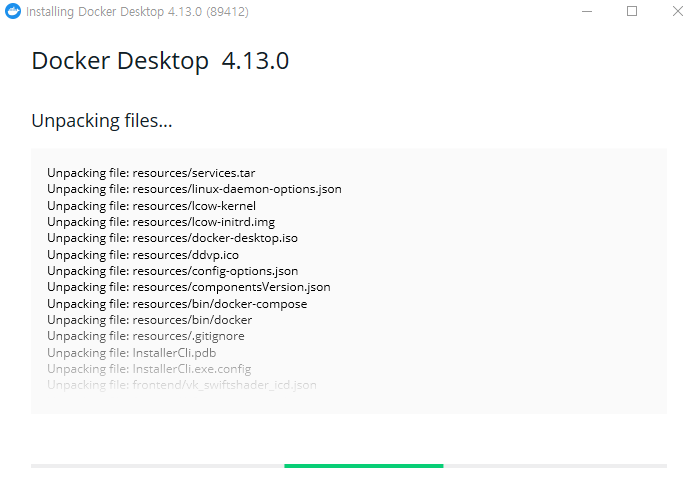 Installing Docker Desktop 4.13.0 (89412)
Docker Desktop 4.13.0
Unpacking files...
Unpacking file: resources/services.tar
Unpacking file: resources/linux-daemon-options.json
Unpacking file: resources/lcow-kernel
Unpacking file: resources/lcow-initrd.img
Unpacking file: resources/docker-desktop.iso
Unpacking file: resources/ddvp.ico
Unpacking file: resources/config-options.json
Unpacking file: resources/componentsVersion.json
Unpacking file: resources/bin/docker-compose
Unpacking file: resources/bin/docker
Unpacking file: resources/.gitignore
Unpacking file: InstallerCli.pdb
Unpacking file: InstallerCli.exe.config
Unpacking file: frontend/vk_swiftshader_icd.json